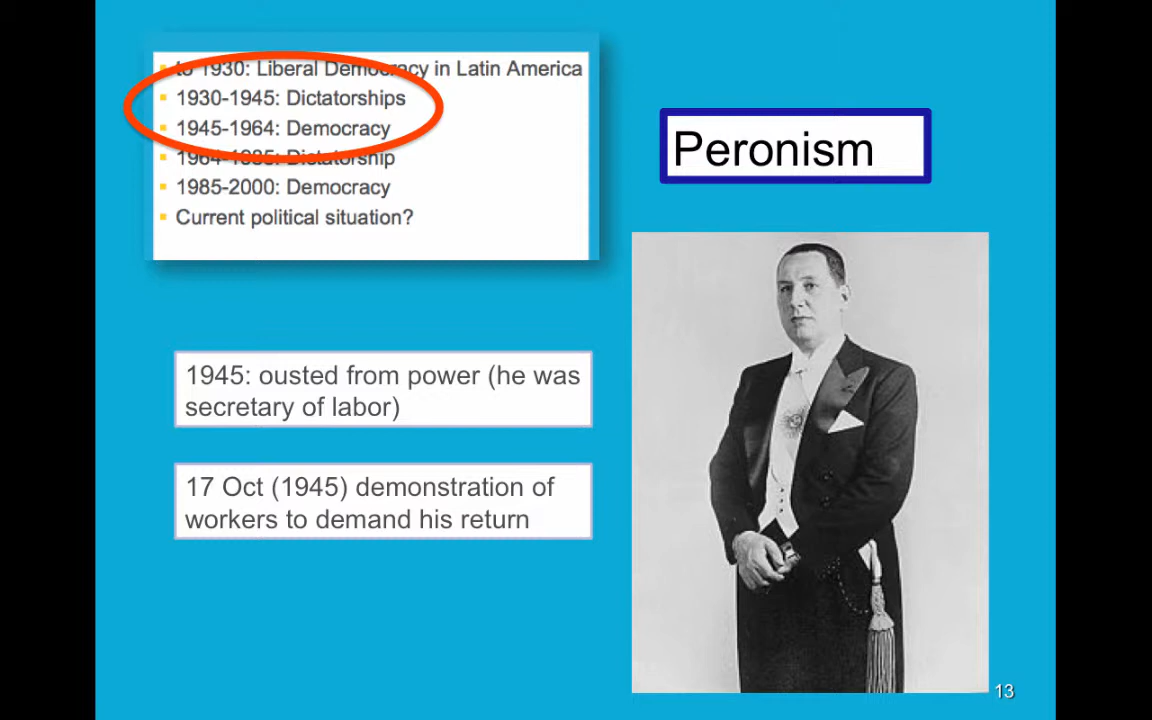 to 1930: Liberal Democracy in Latin America
1930-1945: Dictatorships
1945-1964: Democracy
1964-1985: Dictatorship
1985-2000: Democracy
Current political situation?
Peronism
1945: ousted from power (he was
secretary of labor)
17 Oct (1945) demonstration of
workers to demand his return
13